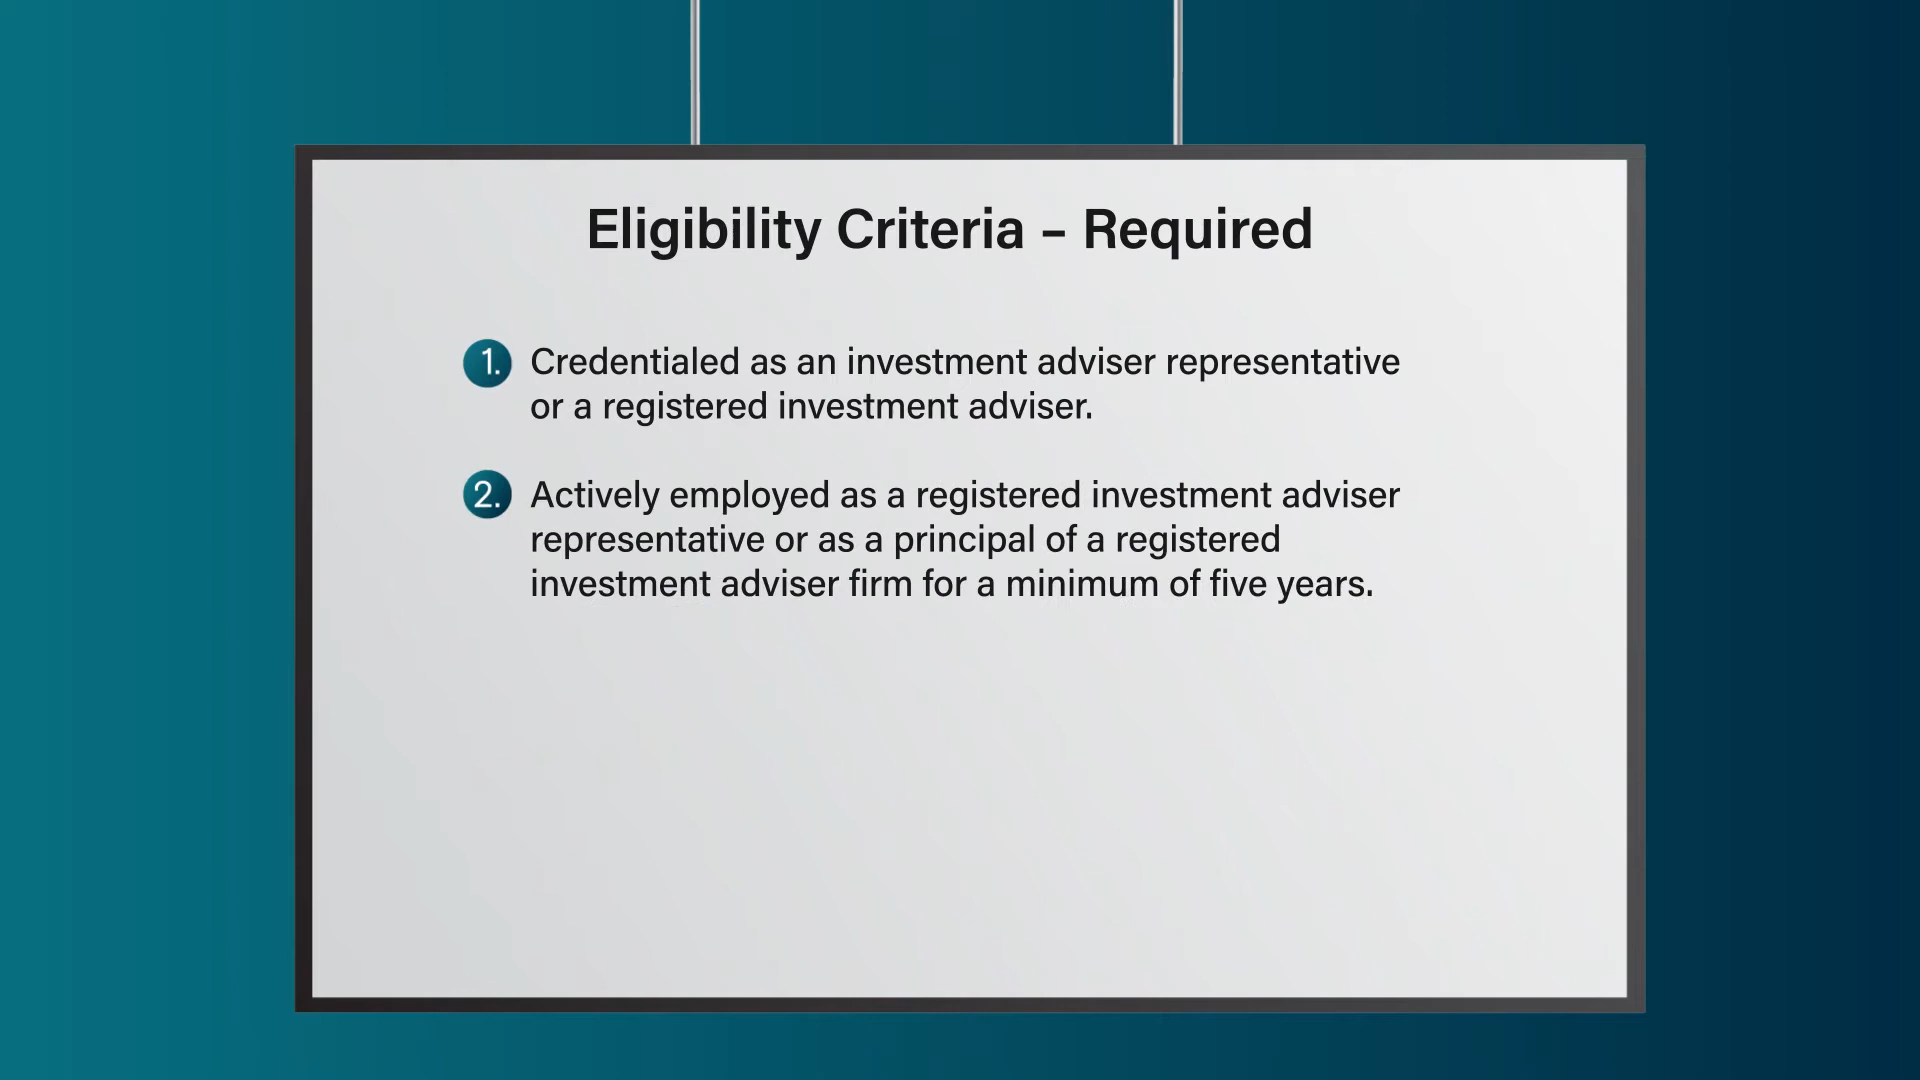 Eligibility Criteria – Required
1. Credentialed as an investment adviser representative
or a registered investment adviser.
2. Actively employed as a registered investment adviser
representative or as a principal of a registered
investment adviser firm for a minimum of five years.